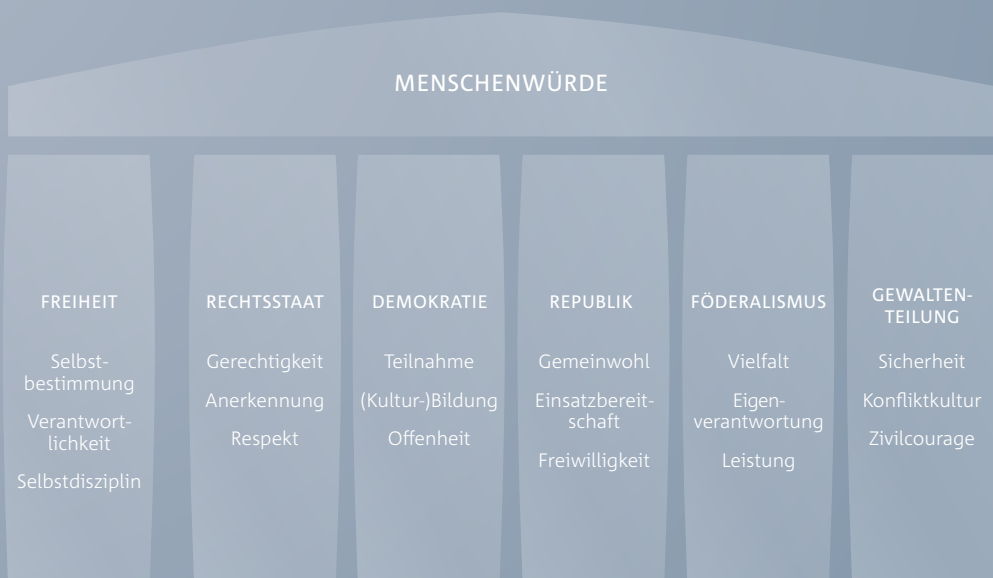 MENSCHENWÜRDE
FREIHEIT
Selbst-
bestimmung
Verantwort-
lichkeit
Selbstdisziplin
RECHTSSTAAT
Gerechtigkeit
Anerkennung
Respekt
DEMOKRATIE
Teilnahme
(Kultur-)Bildung
Offenheit
REPUBLIK
Gemeinwohl
Einsatzbereit-
schaft
Freiwilligkeit
FÖDERALISMUS
Vielfalt
Eigen-
verantwortung
Leistung
GEWALTEN-
TEILUNG
Sicherheit
Konfliktkultur
Zivilcourage